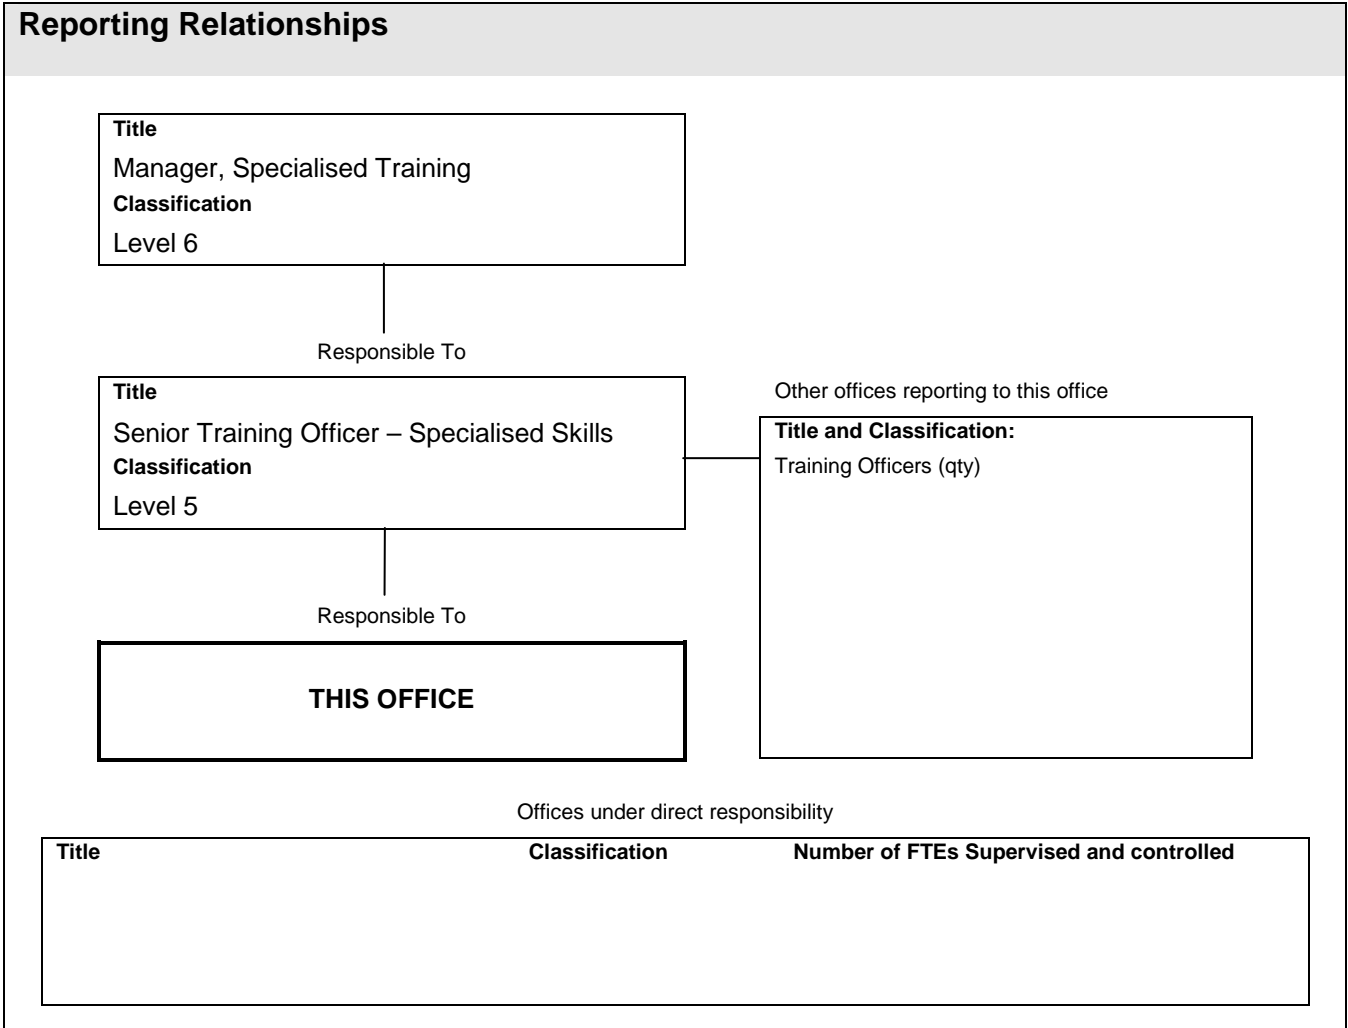 Reporting Relationships
Title
Manager, Specialised Training
Classification
Level 6
Responsible To
Title
Senior Training Officer – Specialised Skills
Classification
Level 5
Other offices reporting to this office
Title and Classification:
Training Officers (qty)
Responsible To
THIS OFFICE
Offices under direct responsibility
Title Classification Number of FTEs Supervised and controlled